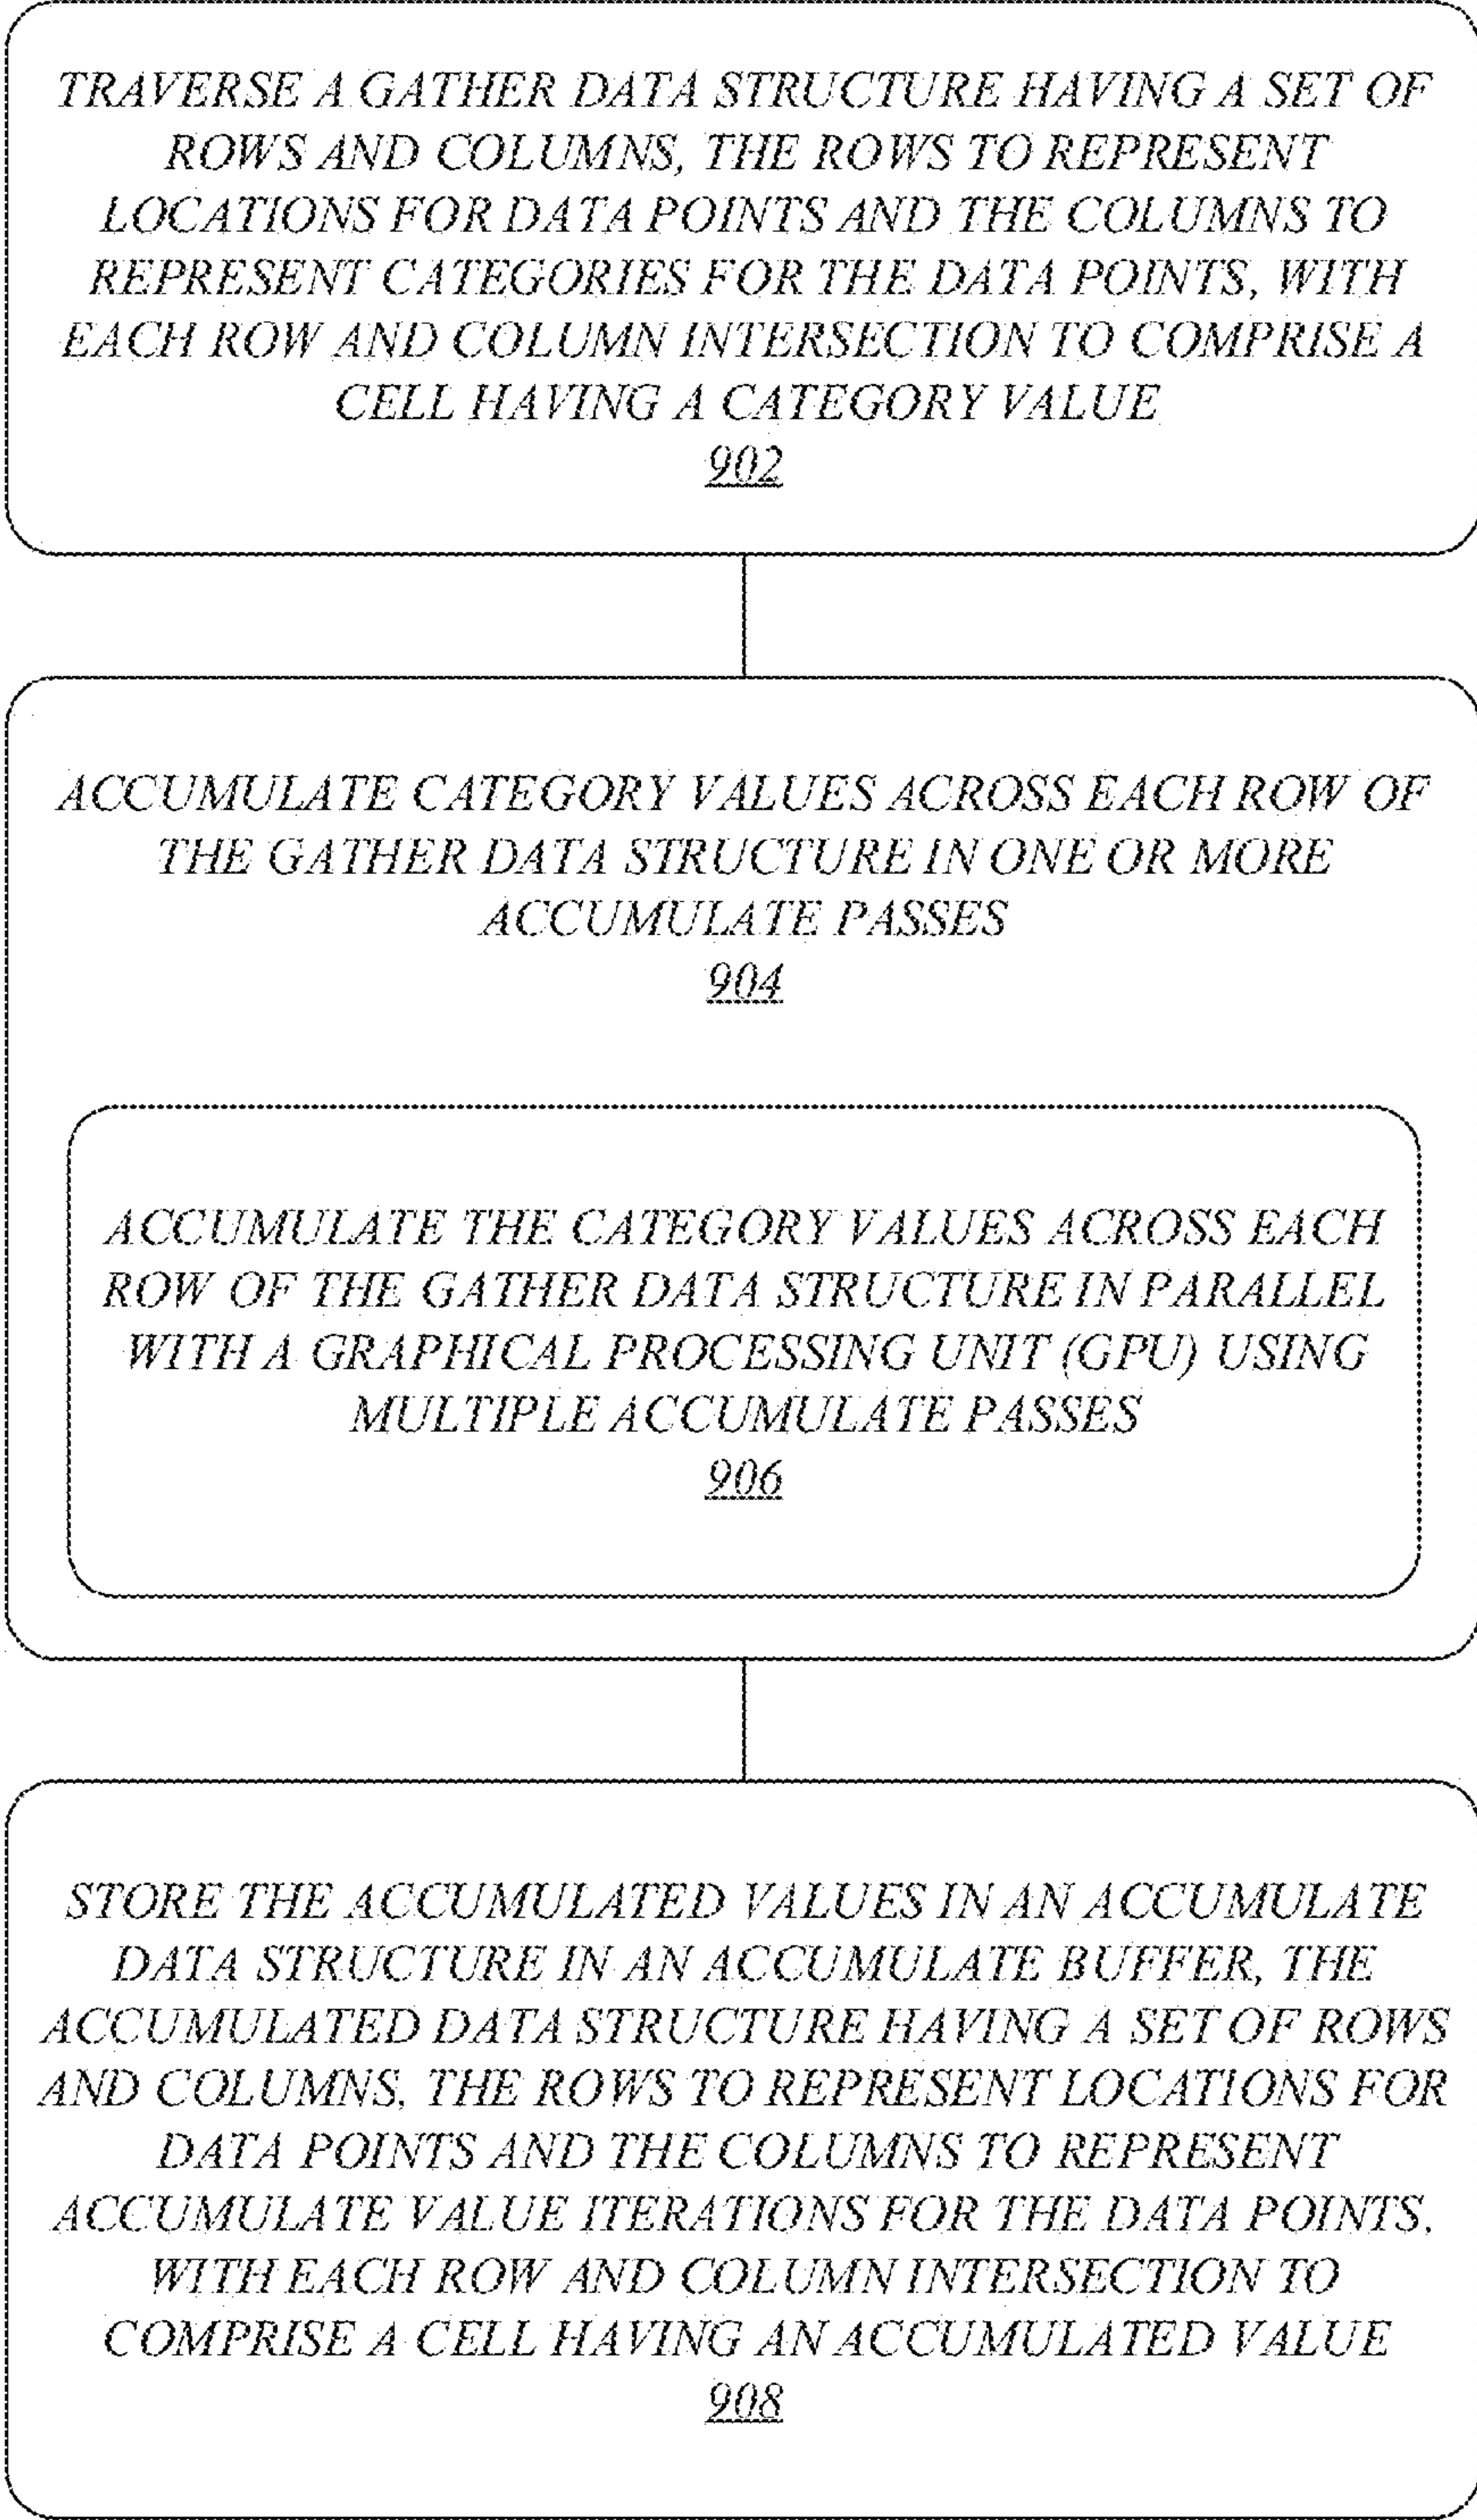 TRAVERSE A GATHER DATA STRUCTURE HAVING A SET OF
ROWS AND COLUMNS, THE ROWS TO REPRESENT
LOCATIONS FOR DATA POINTS AND THE COLUMNS TO
REPRESENT CATEGORIES FOR THE DATA POINTS, WITH
EACH ROW AND COLUMN INTERSECTION TO COMPRISE A
CELL HAVING A CATEGORY VALUE
902
ACCUMULATE CATEGORY VALUES ACROSS EACH ROW OF
THE GATHER DATA STRUCTURE IN ONE OR MORE
ACCUMULATE PASSES
904
ACCUMULATE THE CATEGORY VALUES ACROSS EACH
ROW OF THE GATHER DATA STRUCTURE IN PARALLEL
WITH A GRAPHICAL PROCESSING UNIT (GPU) USING
MULTIPLE ACCUMULATE PASSES
906
STORE THE ACCUMULATED VALUES IN AN ACCUMULATE
DATA STRUCTURE IN AN ACCUMULATE BUFFER, THE
ACCUMULATED DATA STRUCTURE HAVING A SET OF ROWS
AND COLUMNS, THE ROWS TO REPRESENT LOCATIONS FOR
DATA POINTS AND THE COLUMNS TO REPRESENT
ACCUMULATE VALUE ITERATIONS FOR THE DATA POINTS,
WITH EACH ROW AND COLUMN INTERSECTION TO
COMPRISE A CELL HAVING AN ACCUMULATED VALUE
908